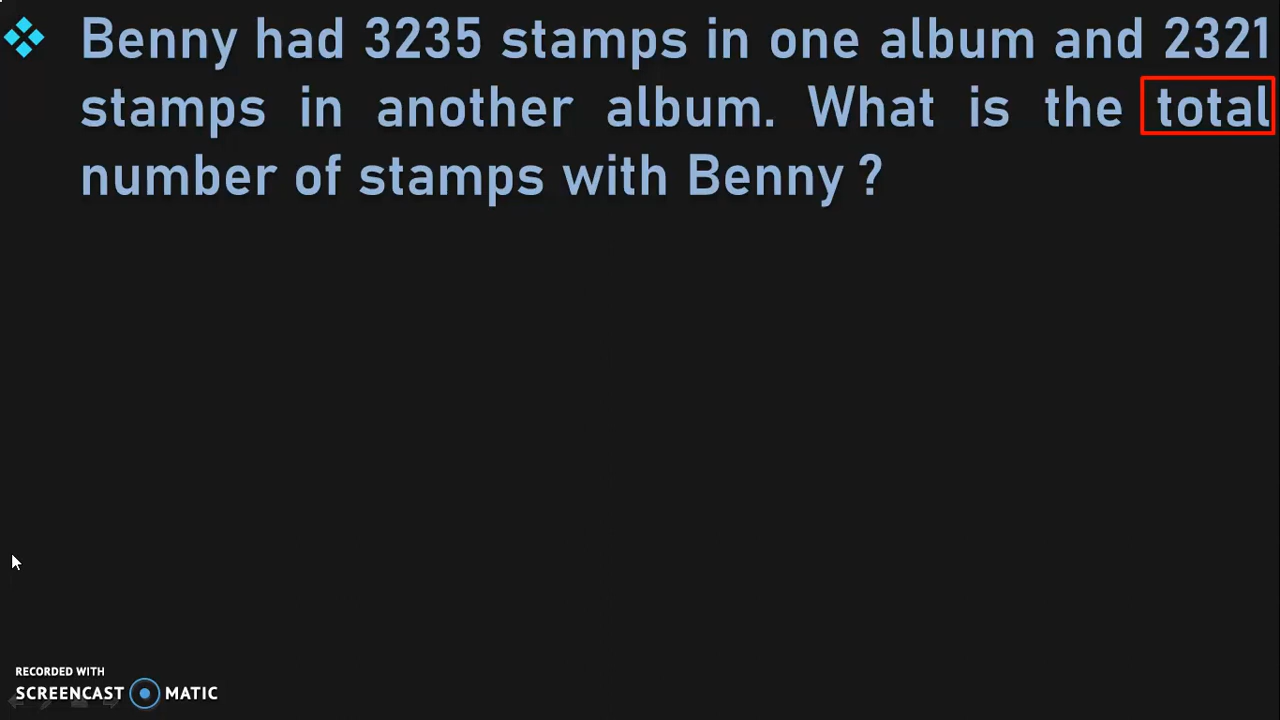 Benny had 3235 stamps in one album and 2321
stamps in another album. What is the total
number of stamps with Benny ?
RECORDED WITH
SCREENCAST MATIC